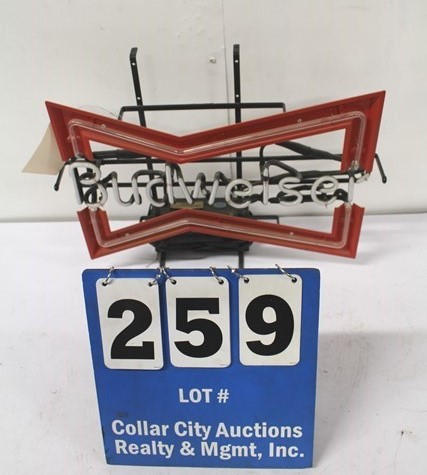 Budweiser
259
LOT #
Collar City Auctions
Realty & Mgmt, Inc.